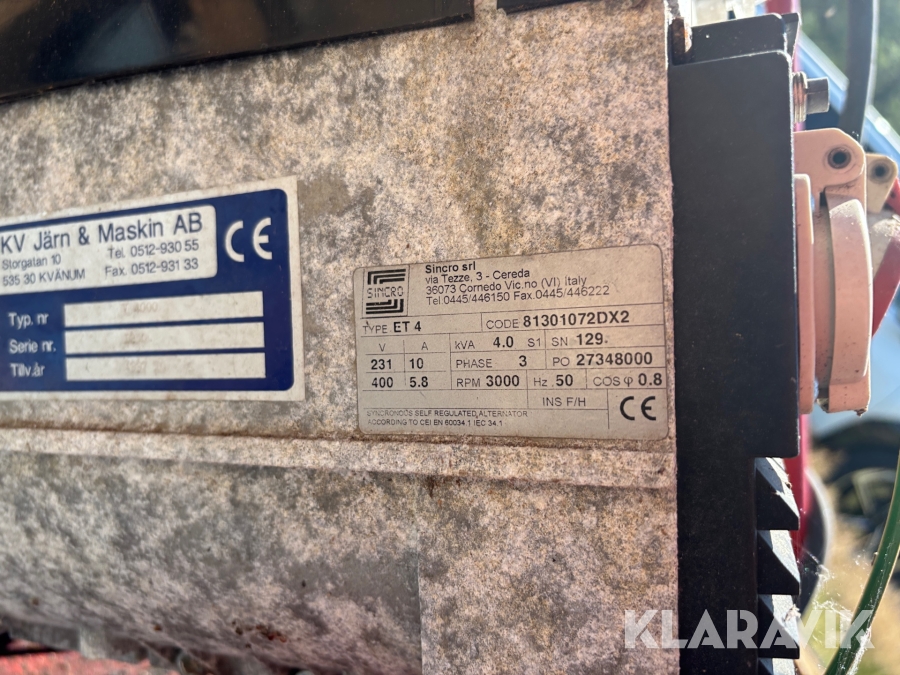 KV Järn & Maskin AB
Storgatan 10 Tel. 0512-930 55
535 30 KVÄNUM Fax. 0512-931 33
CE
Typ. nr
Serie nr.
Tillv.år
SINCRO
Sincro srl
via Tezze, 3 - Cereda
36073 Cornedo Vic.no (VI) Italy
Tel.0445/446150 Fax.0445/446222
TYPE ET 4 CODE 81301072DX2
V A kVA 4.0 S1 SN 129
231 10 PHASE 3 PO 27348000
400 5.8 RPM 3000 Hz 50 COS φ 0.8
INS F/H
CE
SYNCRONOUS SELF REGULATED ALTERNATOR
ACCORDING TO CEI EN 60034.1 IEC 34.1
KLARAVIK